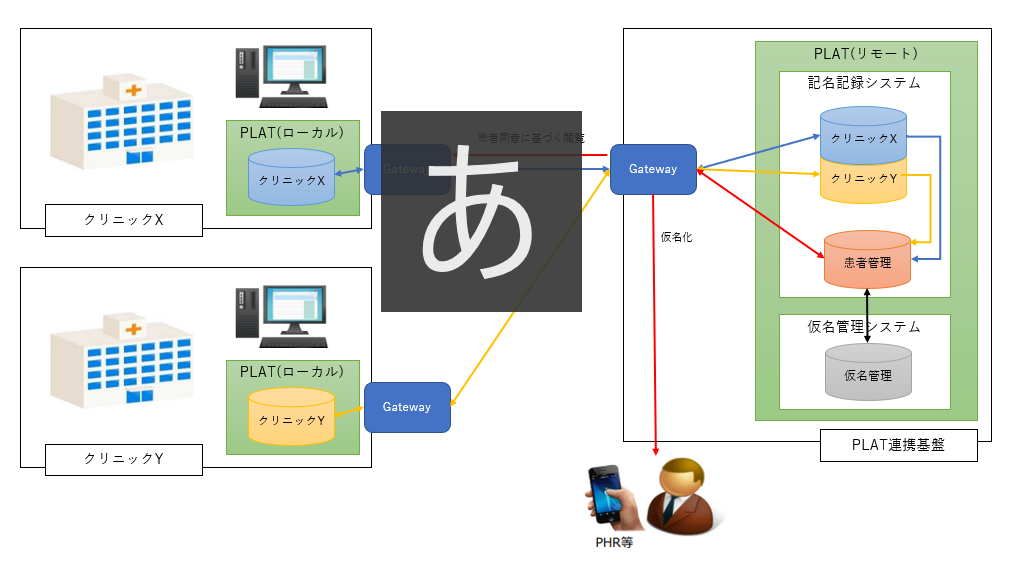 PLAT(リモート)
記名記録システム
PLAT(ローカル)
クリニックX
クリニックX
Gateway
患者同意に基づく閲覧
あ
Gateway
クリニックX
クリニックY
仮名化
患者管理
仮名管理システム
仮名管理
PLAT連携基盤
PLAT(ローカル)
クリニックY
クリニックY
Gateway
PHR等